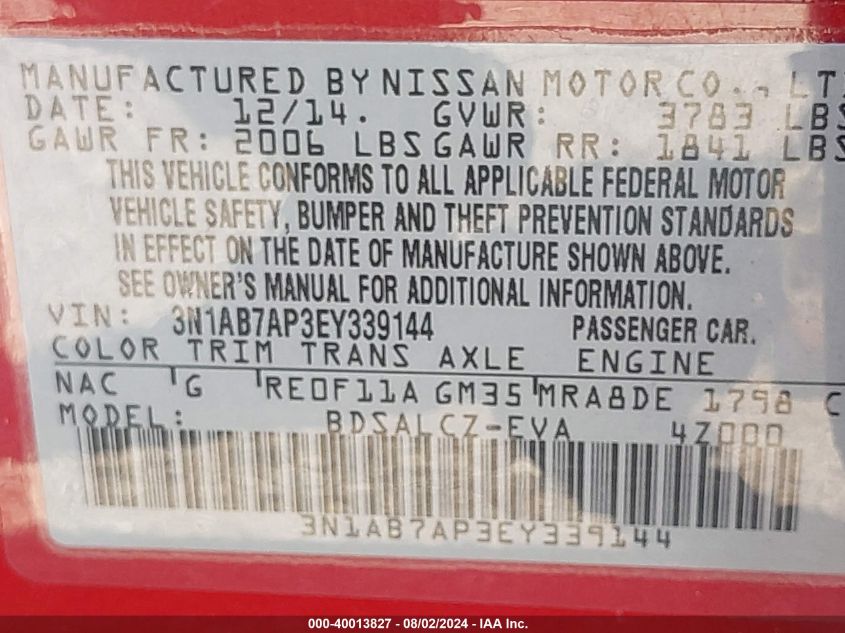 MANUFACTURED BY NISSAN MOTOR CO., LT
DATE: 12/14. GVWR: 3783 LBS
GAWR FR: 2006 LBS GAWR RR: 1841 LBS
THIS VEHICLE CONFORMS TO ALL APPLICABLE FEDERAL MOTOR
VEHICLE SAFETY, BUMPER AND THEFT PREVENTION STANDARDS
IN EFFECT ON THE DATE OF MANUFACTURE SHOWN ABOVE.
SEE OWNER'S MANUAL FOR ADDITIONAL INFORMATION.
VIN: 3N1AB7AP3EY339144 PASSENGER CAR.
COLOR TRIM TRANS AXLE ENGINE
NAC G RE0F11A GM35 MRA8DE 1798 C
MODEL: BDSALCZ-EVA 4Z000
3N1AB7AP3EY339144
000-40013827 - 08/02/2024 - IAA Inc.